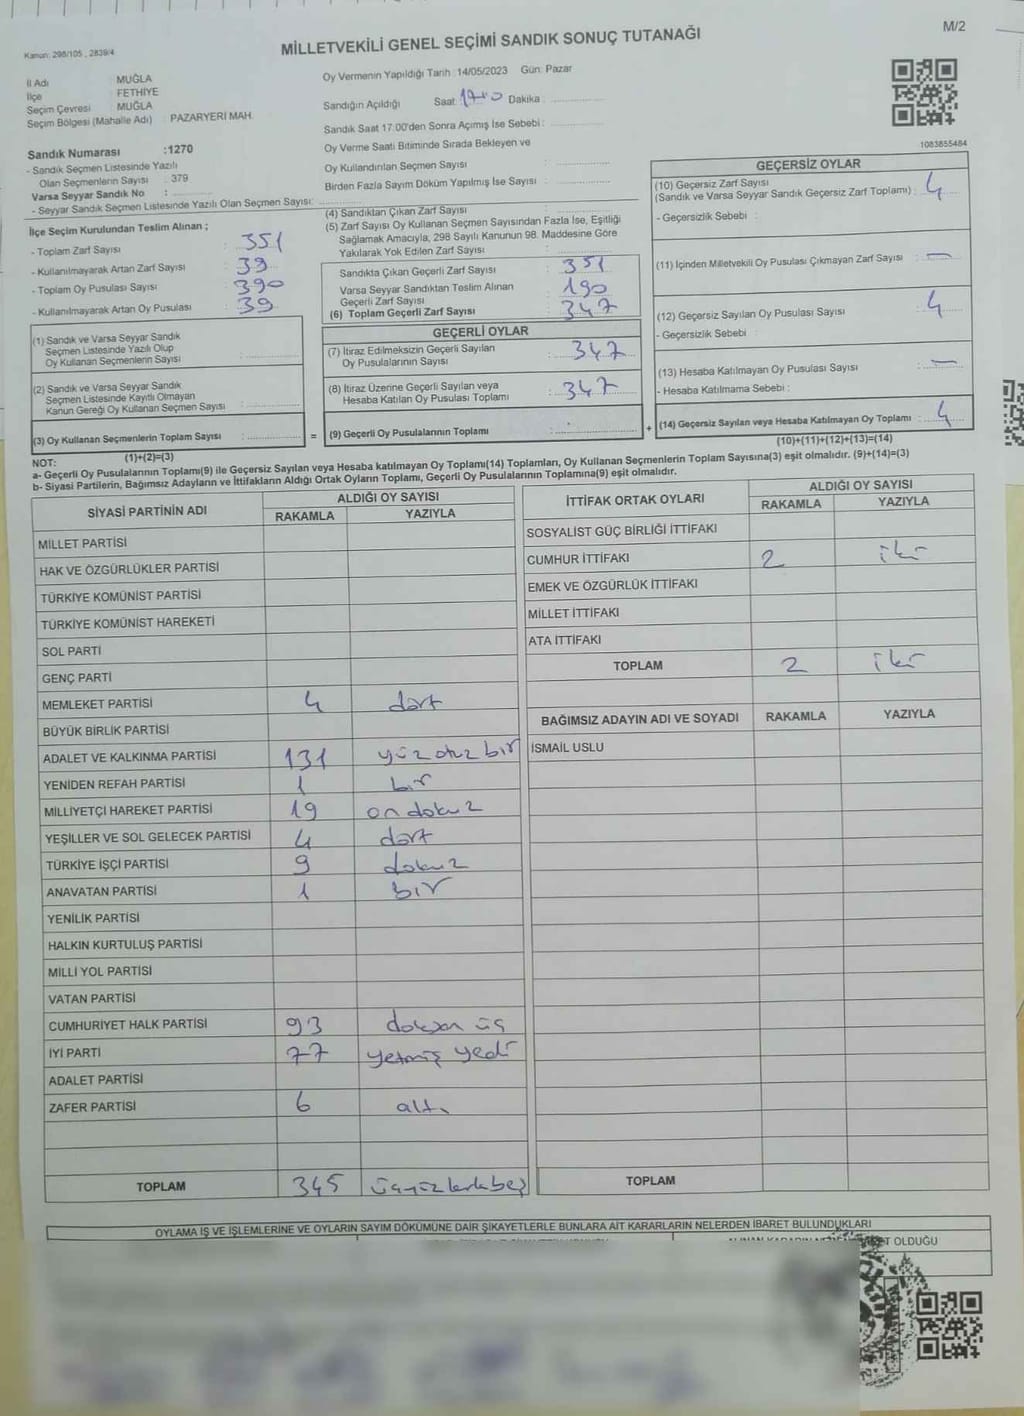 M/2
Kanun: 298/105 , 2839/4
MİLLETVEKİLİ GENEL SEÇİMİ SANDIK SONUÇ TUTANAĞI
İl Adı MUĞLA
İlçe FETHİYE
Seçim Çevresi MUĞLA
Seçim Bölgesi (Mahalle Adı) : PAZARYERİ MAH.
Sandık Numarası :1270
- Sandık Seçmen Listesinde Yazılı
Olan Seçmenlerin Sayısı : 379
Varsa Seyyar Sandık No :
- Seyyar Sandık Seçmen Listesinde Yazılı Olan Seçmen Sayısı:
Oy Vermenin Yapıldığı Tarih :14/05/2023 Gün: Pazar
Sandığın Açıldığı Saat: 17:00 Dakika :
Sandık Saat 17:00'den Sonra Açımış İse Sebebi :
Oy Verme Saati Bitiminde Sırada Bekleyen ve
Oy Kullandırılan Seçmen Sayısı :
Birden Fazla Sayım Döküm Yapılmış İse Sayısı :
1083855484
İlçe Seçim Kurulundan Teslim Alınan ;
- Toplam Zarf Sayısı : 351
- Kullanılmayarak Artan Zarf Sayısı : 39
- Toplam Oy Pusulası Sayısı : 390
- Kullanılmayarak Artan Oy Pusulası : 39
(1) Sandık ve Varsa Seyyar Sandık
Seçmen Listesinde Yazılı Olup
Oy Kullanan Seçmenlerin Sayısı :
(2) Sandık ve Varsa Seyyar Sandık
Seçmen Listesinde Kayıtlı Olmayan
Kanun Gereği Oy Kullanan Seçmen Sayısı :
(3) Oy Kullanan Seçmenlerin Toplam Sayısı :
(1)+(2)=(3)
(4) Sandıktan Çıkan Zarf Sayısı :
(5) Zarf Sayısı Oy Kullanan Seçmen Sayısından Fazla İse, Eşitliği
Sağlamak Amacıyla, 298 Sayılı Kanunun 98. Maddesine Göre
Yakılarak Yok Edilen Zarf Sayısı :
Sandıkta Çıkan Geçerli Zarf Sayısı : 351
Varsa Seyyar Sandıktan Teslim Alınan
Geçerli Zarf Sayısı : 190
(6) Toplam Geçerli Zarf Sayısı : 347
GEÇERLİ OYLAR
(7) İtiraz Edilmeksizin Geçerli Sayılan
Oy Pusulalarının Sayısı : 347
(8) İtiraz Üzerine Geçerli Sayılan veya
Hesaba Katılan Oy Pusulası Toplamı : 347
= (9) Geçerli Oy Pusulalarının Toplamı :
GEÇERSİZ OYLAR
(10) Geçersiz Zarf Sayısı
(Sandık ve Varsa Seyyar Sandık Geçersiz Zarf Toplamı) : 4
- Geçersizlik Sebebi :
(11) İçinden Milletvekili Oy Pusulası Çıkmayan Zarf Sayısı : —
(12) Geçersiz Sayılan Oy Pusulası Sayısı : 4
- Geçersizlik Sebebi :
(13) Hesaba Katılmayan Oy Pusulası Sayısı : —
- Hesaba Katılmama Sebebi :
+ (14) Geçersiz Sayılan veya Hesaba Katılmayan Oy Toplamı : 4
(10)+(11)+(12)+(13)=(14)
NOT:
a- Geçerli Oy Pusulalarının Toplamı(9) ile Geçersiz Sayılan veya Hesaba katılmayan Oy Toplamı(14) Toplamları, Oy Kullanan Seçmenlerin Toplam Sayısına(3) eşit olmalıdır. (9)+(14)=(3)
b- Siyasi Partilerin, Bağımsız Adayların ve İttifakların Aldığı Ortak Oyların Toplamı, Geçerli Oy Pusulalarının Toplamına(9) eşit olmalıdır.
SİYASİ PARTİNİN ADI ALDIĞI OY SAYISI
RAKAMLA YAZIYLA
MİLLET PARTİSİ
HAK VE ÖZGÜRLÜKLER PARTİSİ
TÜRKİYE KOMÜNİST PARTİSİ
TÜRKİYE KOMÜNİST HAREKETİ
SOL PARTİ
GENÇ PARTİ
MEMLEKET PARTİSİ 4 dört
BÜYÜK BİRLİK PARTİSİ
ADALET VE KALKINMA PARTİSİ 131 yüz otuz bir
YENİDEN REFAH PARTİSİ 1 bir
MİLLİYETÇİ HAREKET PARTİSİ 19 on dokuz
YEŞİLLER VE SOL GELECEK PARTİSİ 4 dört
TÜRKİYE İŞÇİ PARTİSİ 9 dokuz
ANAVATAN PARTİSİ 1 bir
YENİLİK PARTİSİ
HALKIN KURTULUŞ PARTİSİ
MİLLİ YOL PARTİSİ
VATAN PARTİSİ
CUMHURİYET HALK PARTİSİ 93 doksan üç
İYİ PARTİ 77 yetmiş yedi
ADALET PARTİSİ
ZAFER PARTİSİ 6 altı
TOPLAM 345
İTTİFAK ORTAK OYLARI ALDIĞI OY SAYISI
RAKAMLA YAZIYLA
SOSYALİST GÜÇ BİRLİĞİ İTTİFAKI
CUMHUR İTTİFAKI 2 iki
EMEK VE ÖZGÜRLÜK İTTİFAKI
MİLLET İTTİFAKI
ATA İTTİFAKI
TOPLAM 2 iki
BAĞIMSIZ ADAYIN ADI VE SOYADI RAKAMLA YAZIYLA
İSMAİL USLU
TOPLAM
OYLAMA İŞ VE İŞLEMLERİNE VE OYLARIN SAYIM DÖKÜMÜNE DAİR ŞİKAYETLERLE BUNLARA AİT KARARLARIN NELERDEN İBARET BULUNDUKLARI
OLDUĞU